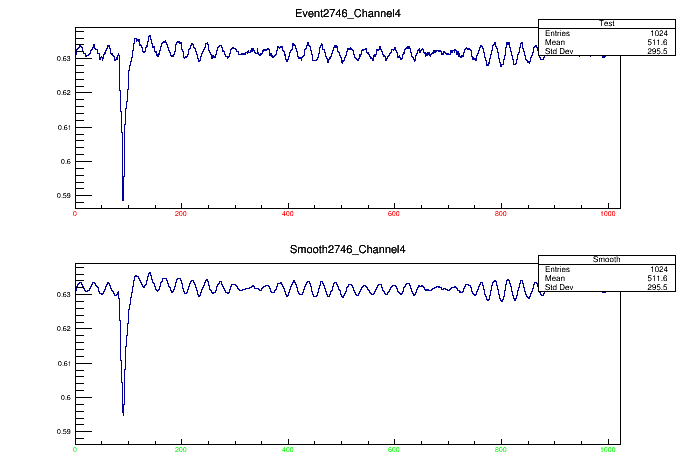 Event2746_Channel4
Test
Entries 1024
Mean 511.6
Std Dev 295.5
0.63
0.62
0.61
0.6
0.59
0 200 400 600 800 1000
Smooth2746_Channel4
Smooth
Entries 1024
Mean 511.6
Std Dev 295.5
0.63
0.62
0.61
0.6
0.59
0 200 400 600 800 1000